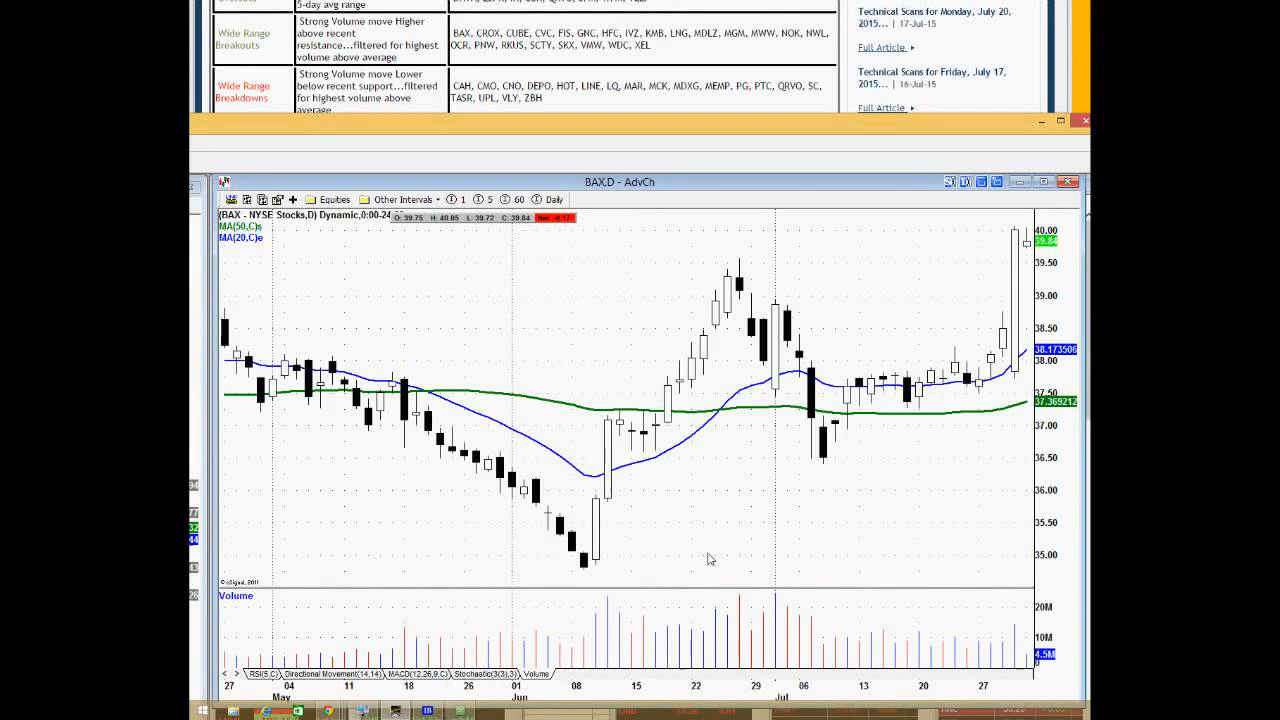 5-day avg range
Strong Volume move Higher
Wide Range
Breakouts
above recent
resistance...filtered for highest
volume above average
BAX, CROX, CUBE, CVC, FIS, GNC, HFC, IVZ, KMB, LNG, MDLZ, MGM, MWW, NOK, NWL,
OCR, PNW, RKUS, SCTY, SKX, VMW, WDC, XEL
Wide Range
Breakdowns
Strong Volume move Lower
below recent support...filtered
for highest volume above
average
CAH, CMO, CNO, DEPO, HOT, LINE, LQ, MAR, MCK, MDXG, MEMP, PG, PTC, QRVO, SC,
TASR, UPL, VLY, ZBH
Technical Scans for Monday, July 20,
2015... | 17-Jul-15
Full Article
Technical Scans for Friday, July 17,
2015... | 16-Jul-15
Full Article
BAX,D - AdvCh
Equities Other Intervals 1 5 60 Daily
(BAX - NYSE Stocks,D) Dynamic,0:00-24
O: 39.75 H: 40.05 L: 39.72 C: 39.84 Net -0.17
MA(50,C)s
MA(20,C)e
40.00
39.84
39.50
39.00
38.50
38.173506
38.00
37.50
37.369212
37.00
36.50
36.00
35.50
35.00
© eSignal, 2011
Volume
20M
10M
4.5M
0
RSI(5,C) Directional Movement(14,14) MACD(12,26,9,C) Stochastic(3(3),3) Volume
27 04 11 18 26 01 08 15 22 29 06 13 20 27
May Jun Jul